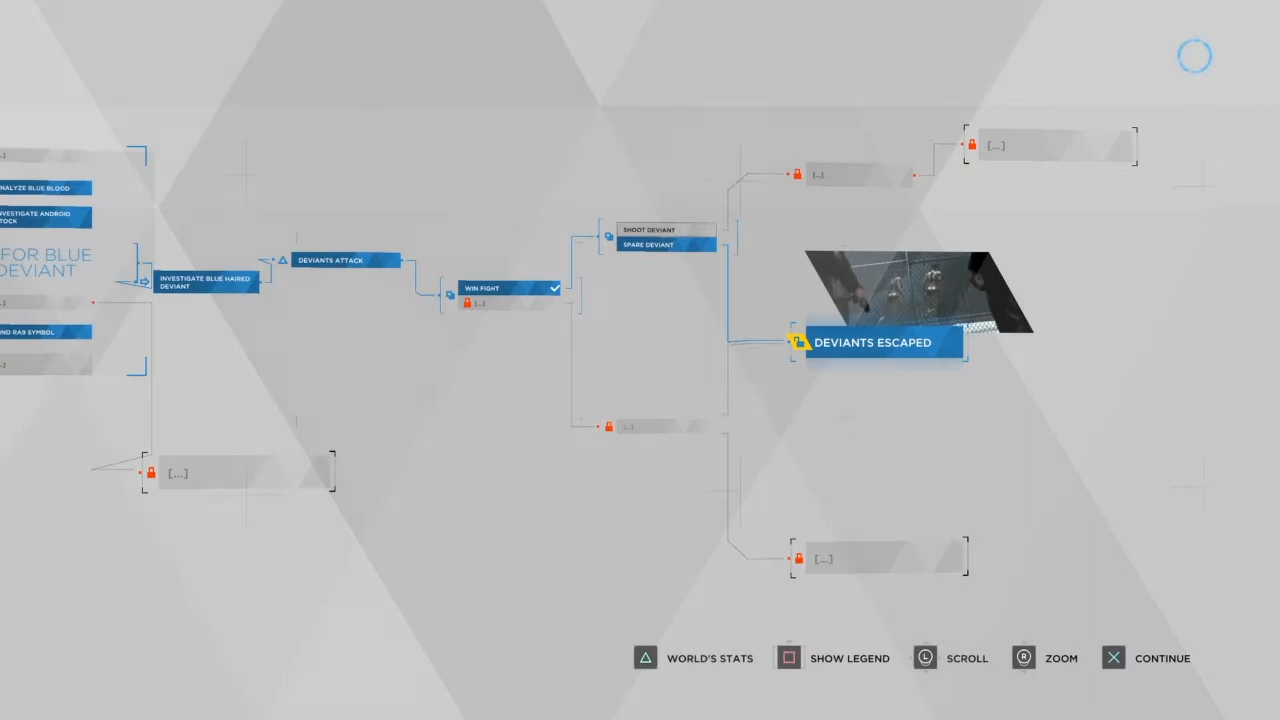 ..]
NALYZE BLUE BLOOD
NVESTIGATE ANDROID
TOCK
FOR BLUE
DEVIANT
..]
ND RA9 SYMBOL
..]
INVESTIGATE BLUE HAIRED
DEVIANT
DEVIANTS ATTACK
WIN FIGHT
[...]
SHOOT DEVIANT
SPARE DEVIANT
[...]
[...]
DEVIANTS ESCAPED
[...]
[...]
[...]
WORLD'S STATS
SHOW LEGEND
L
SCROLL
R
ZOOM
CONTINUE